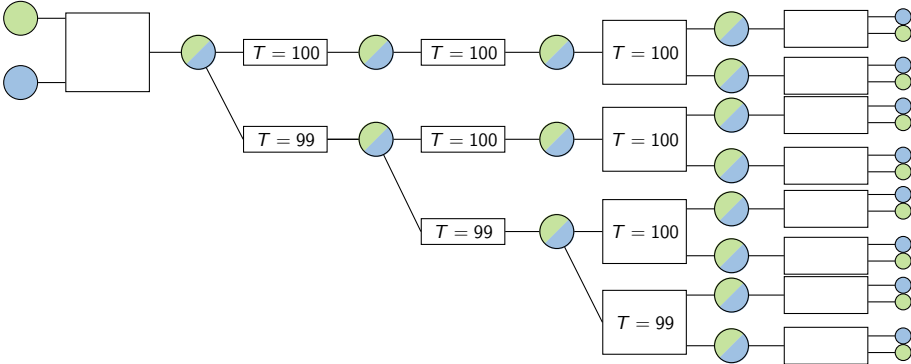 T = 100
T = 100
T = 100
T = 99
T = 100
T = 100
T = 99
T = 100
T = 99